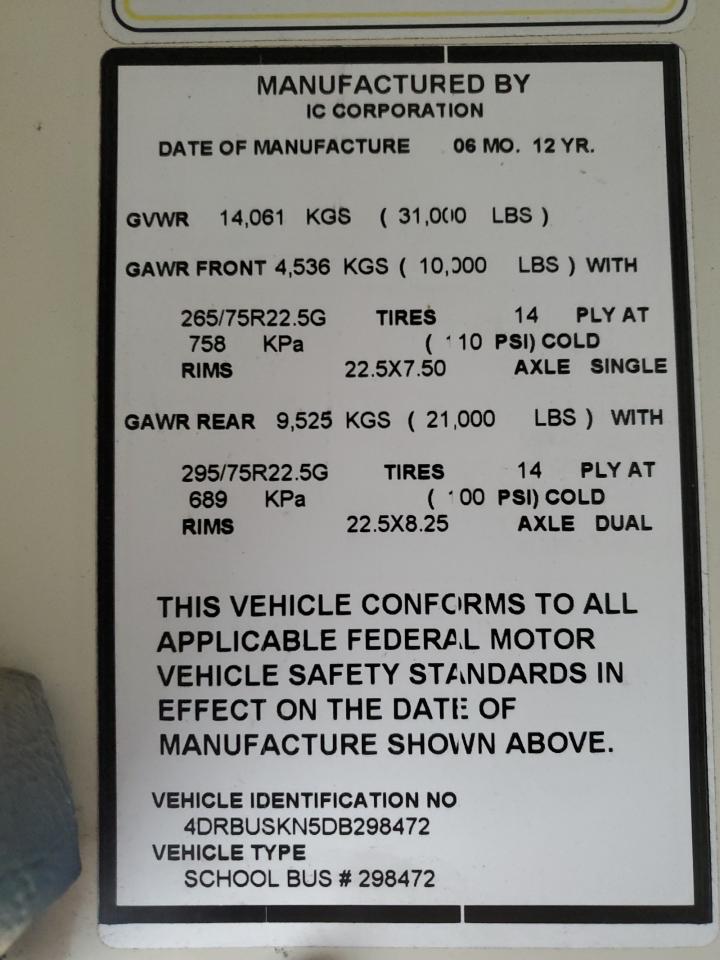 MANUFACTURED BY
IC CORPORATION
DATE OF MANUFACTURE 06 MO. 12 YR.
GVWR 14,061 KGS ( 31,000 LBS )
GAWR FRONT 4,536 KGS ( 10,000 LBS ) WITH
265/75R22.5G TIRES 14 PLY AT
758 KPa ( 110 PSI) COLD
RIMS 22.5X7.50 AXLE SINGLE
GAWR REAR 9,525 KGS ( 21,000 LBS ) WITH
295/75R22.5G TIRES 14 PLY AT
689 KPa ( 100 PSI) COLD
RIMS 22.5X8.25 AXLE DUAL
THIS VEHICLE CONFORMS TO ALL
APPLICABLE FEDERAL MOTOR
VEHICLE SAFETY STANDARDS IN
EFFECT ON THE DATE OF
MANUFACTURE SHOWN ABOVE.
VEHICLE IDENTIFICATION NO
4DRBUSKN5DB298472
VEHICLE TYPE
SCHOOL BUS # 298472